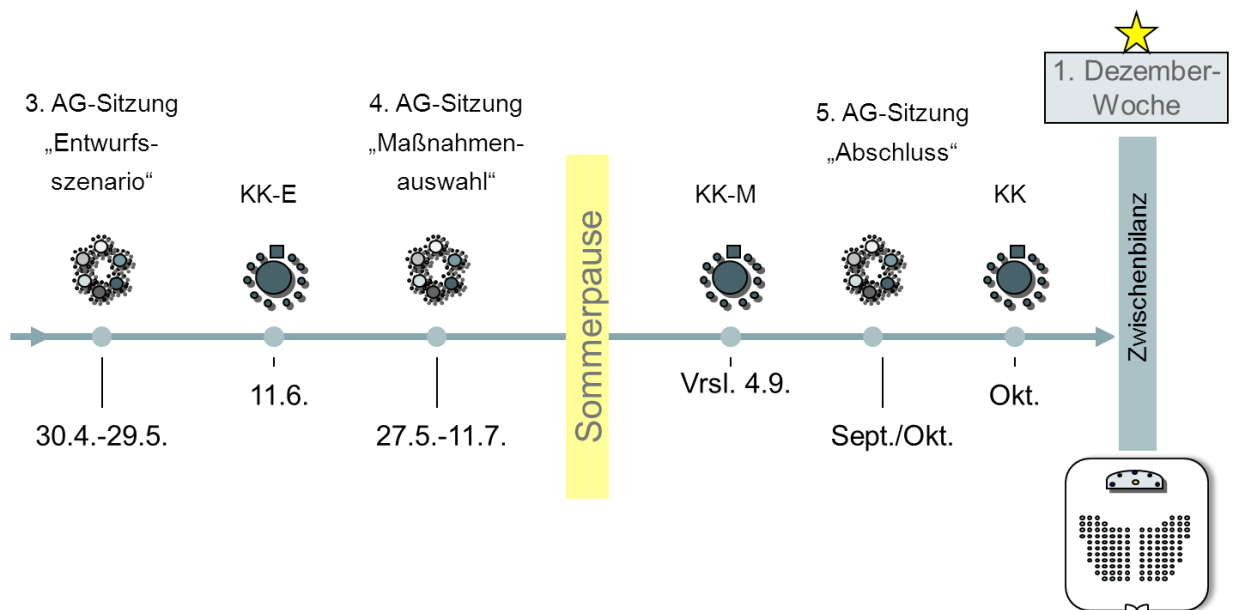 3. AG-Sitzung
„Entwurfs-
szenario“
KK-E
4. AG-Sitzung
„Maßnahmen-
auswahl“
Sommerpause
KK-M
5. AG-Sitzung
„Abschluss“
KK
1. Dezember-
Woche
Zwischenbilanz
30.4.-29.5.
11.6.
27.5.-11.7.
Vrsl. 4.9.
Sept./Okt.
Okt.